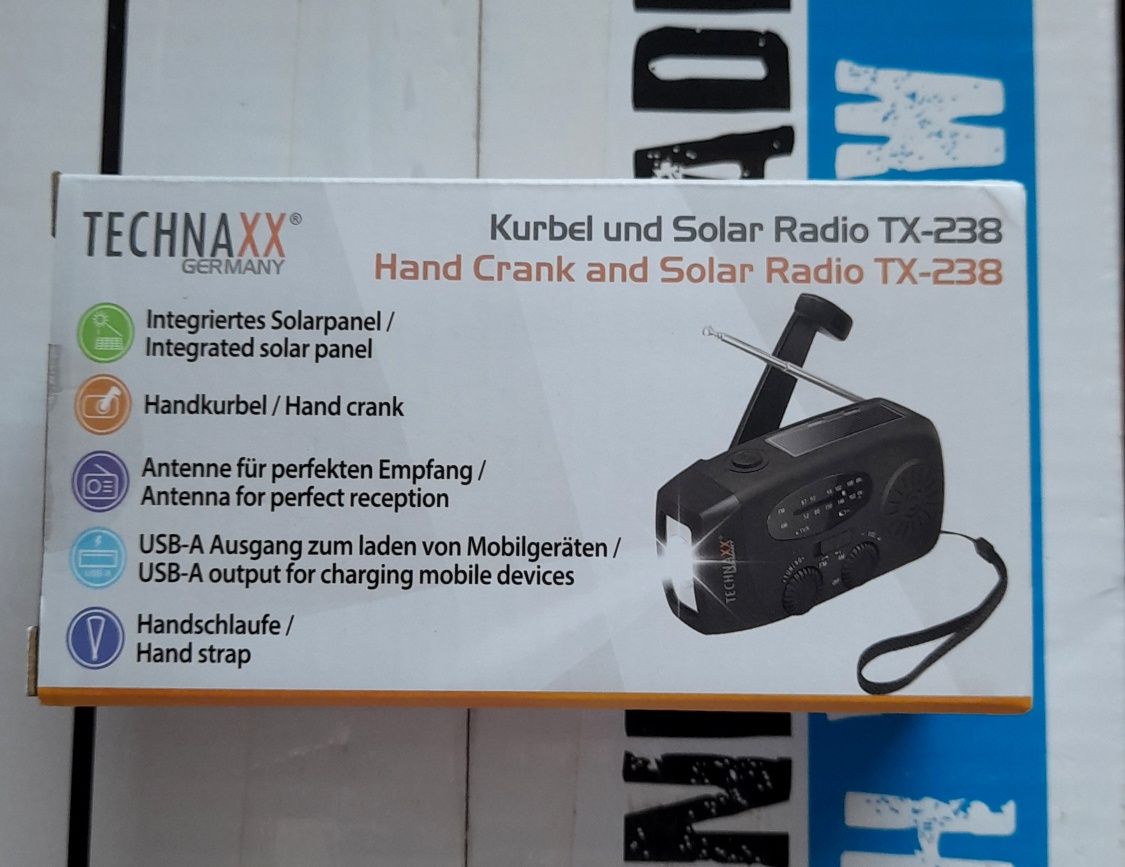 TECHNAXX®
GERMANY
Kurbel und Solar Radio TX-238
Hand Crank and Solar Radio TX-238
Integriertes Solarpanel /
Integrated solar panel
Handkurbel / Hand crank
Antenne für perfekten Empfang /
Antenna for perfect reception
USB-A
USB-A Ausgang zum laden von Mobilgeräten /
USB-A output for charging mobile devices
Handschlaufe /
Hand strap
TECHNAXX